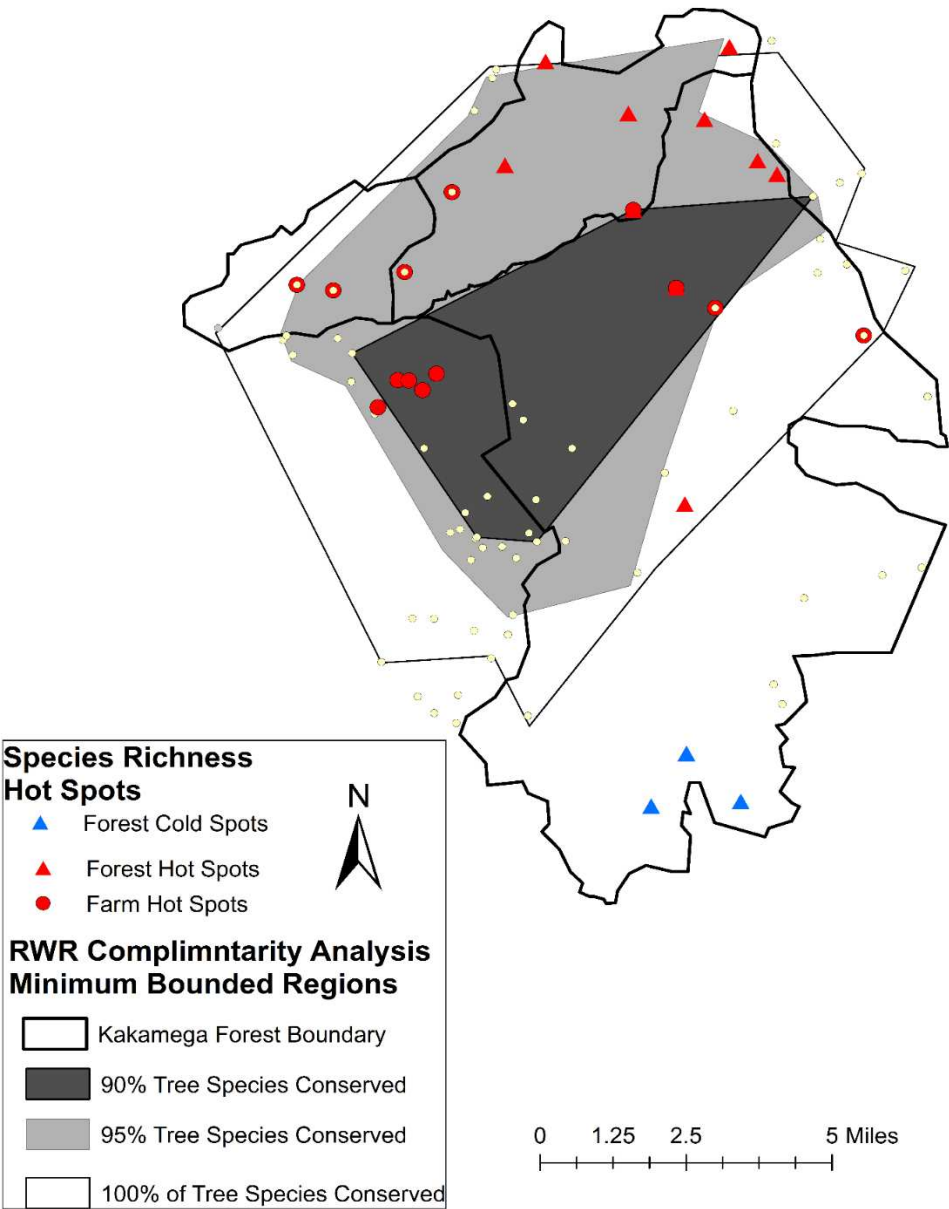 Species Richness
Hot Spots
N
Forest Cold Spots
Forest Hot Spots
Farm Hot Spots
RWR Complimntarity Analysis
Minimum Bounded Regions
Kakamega Forest Boundary
90% Tree Species Conserved
95% Tree Species Conserved
100% of Tree Species Conserved
0 1.25 2.5 5 Miles